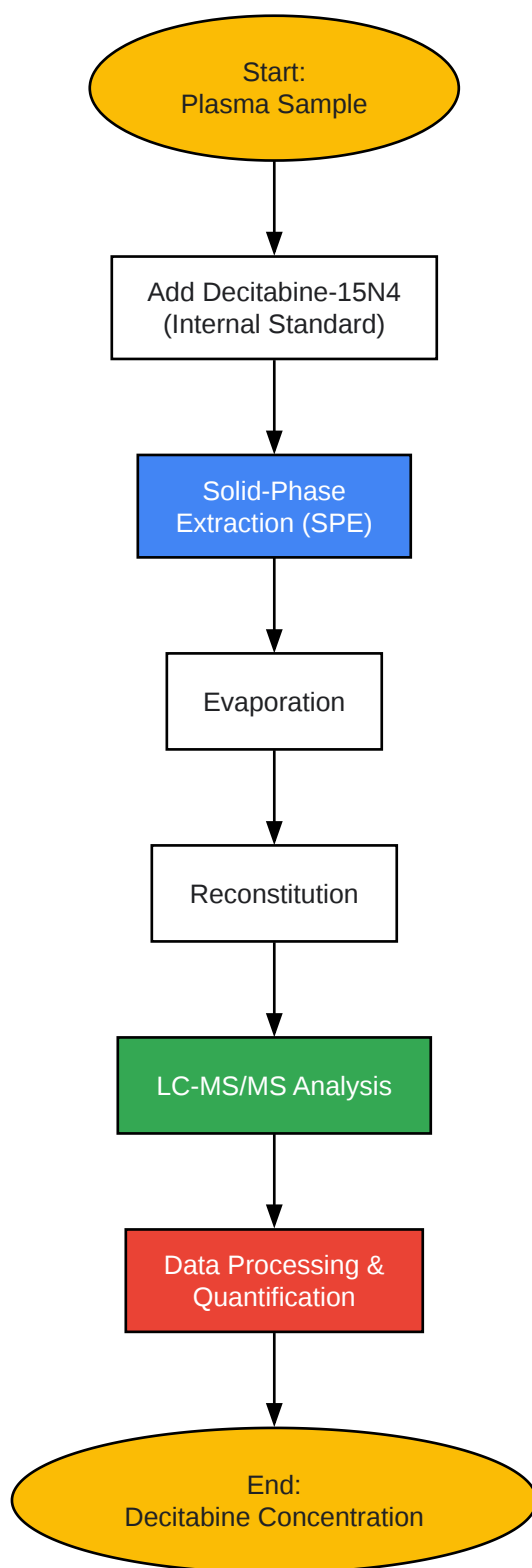 Start:
Plasma Sample
Add Decitabine-15N4
(Internal Standard)
Solid-Phase
Extraction (SPE)
Evaporation
Reconstitution
LC-MS/MS Analysis
Data Processing &
Quantification
End:
Decitabine Concentration